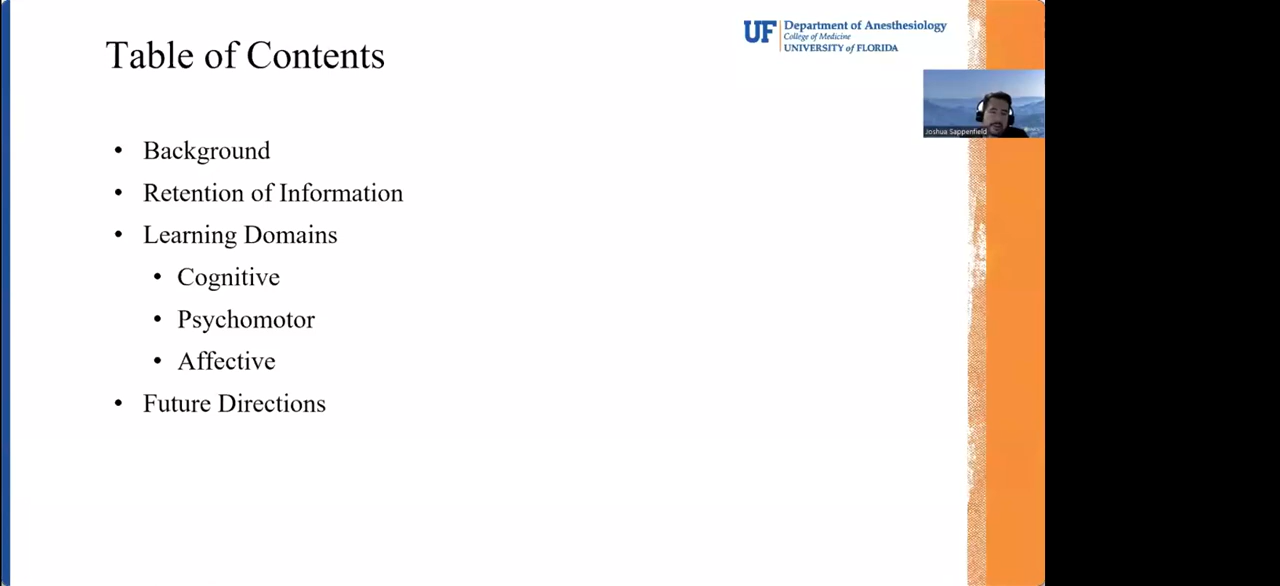 Table of Contents
UF
Department of Anesthesiology
College of Medicine
UNIVERSITY of FLORIDA
Joshua Sappenfield
• Background
• Retention of Information
• Learning Domains
• Cognitive
• Psychomotor
• Affective
• Future Directions